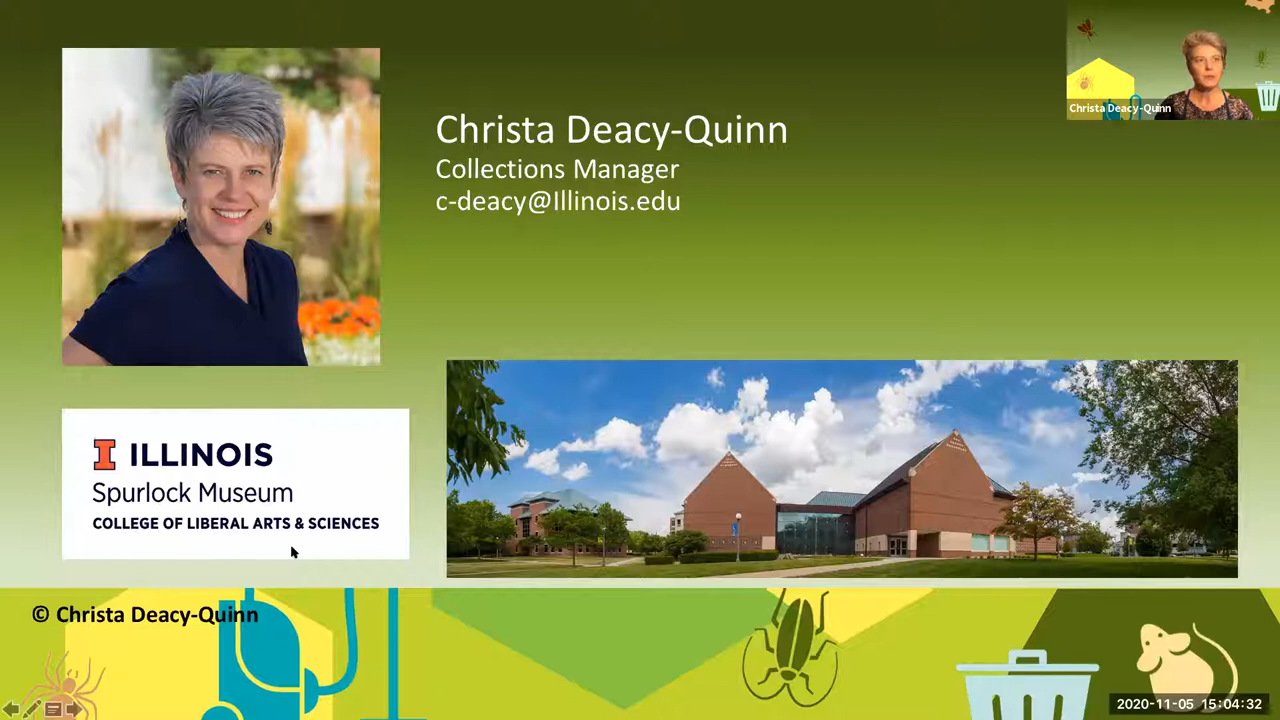 Christa Deacy-Quinn
Collections Manager
c-deacy@Illinois.edu
Christa Deacy-Quinn
I ILLINOIS
Spurlock Museum
COLLEGE OF LIBERAL ARTS & SCIENCES
© Christa Deacy-Quinn
2020-11-05 15:04:32